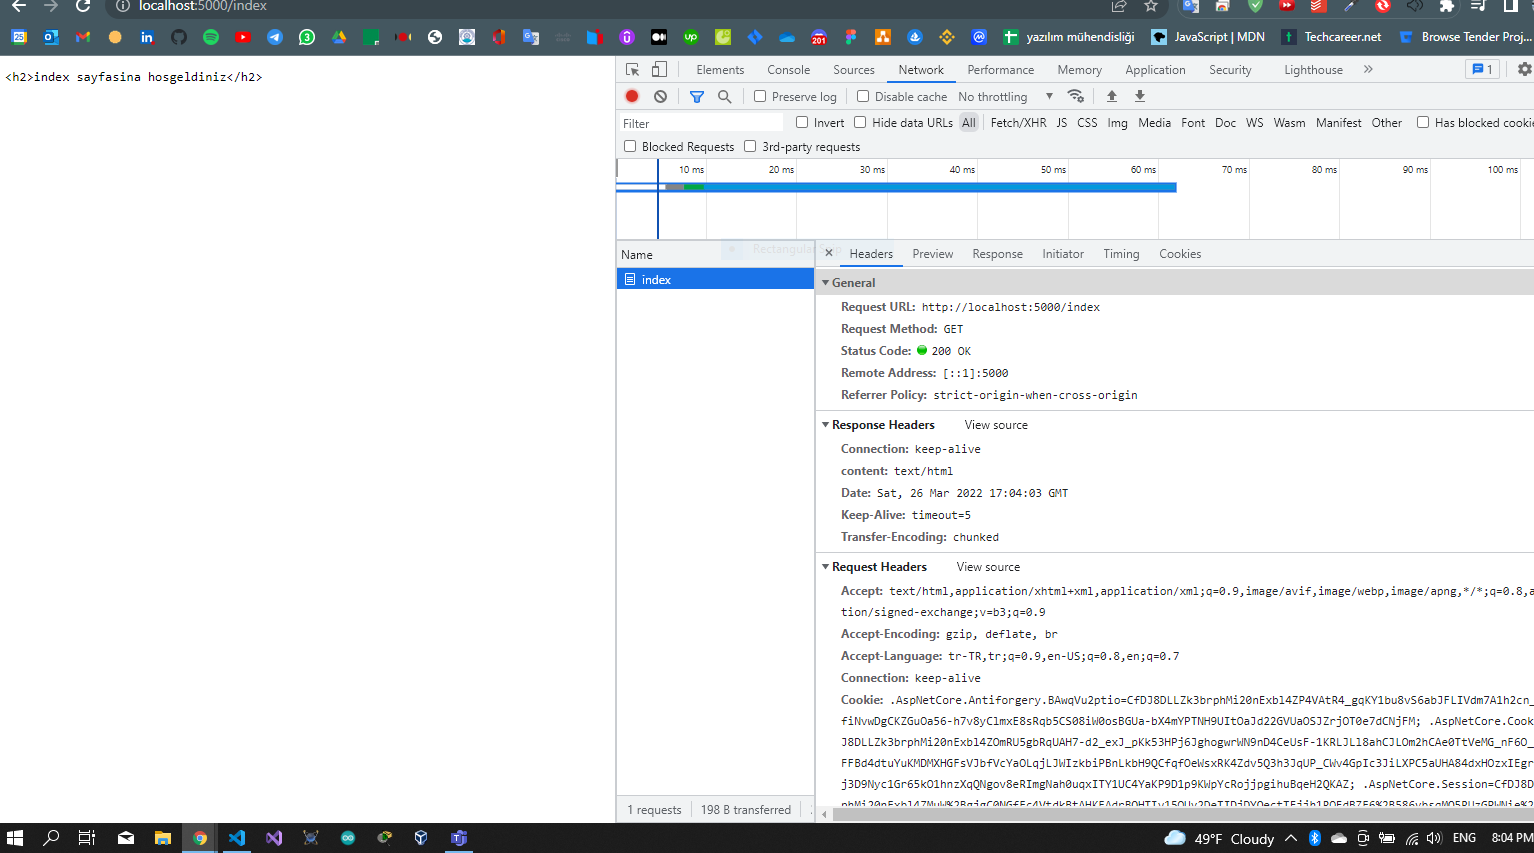 localhost:5000/index
25
3
201
yazılım mühendisliği
JavaScript | MDN
Techcareer.net
Browse Tender Proj...
<h2>index sayfasina hosgeldiniz</h2>
Elements Console Sources Network Performance Memory Application Security Lighthouse » 1
Preserve log Disable cache No throttling
Filter Invert Hide data URLs All Fetch/XHR JS CSS Img Media Font Doc WS Wasm Manifest Other Has blocked cookie
Blocked Requests 3rd-party requests
10 ms 20 ms 30 ms 40 ms 50 ms 60 ms 70 ms 80 ms 90 ms 100 ms
Rectangular Snip
Name
index
Headers Preview Response Initiator Timing Cookies
General
Request URL: http://localhost:5000/index
Request Method: GET
Status Code: 200 OK
Remote Address: [::1]:5000
Referrer Policy: strict-origin-when-cross-origin
Response Headers View source
Connection: keep-alive
content: text/html
Date: Sat, 26 Mar 2022 17:04:03 GMT
Keep-Alive: timeout=5
Transfer-Encoding: chunked
Request Headers View source
Accept: text/html,application/xhtml+xml,application/xml;q=0.9,image/avif,image/webp,image/apng,*/*;q=0.8,a
tion/signed-exchange;v=b3;q=0.9
Accept-Encoding: gzip, deflate, br
Accept-Language: tr-TR,tr;q=0.9,en-US;q=0.8,en;q=0.7
Connection: keep-alive
Cookie: .AspNetCore.Antiforgery.BAwqVu2ptio=CfDJ8DLLZk3brphMi20nExbl4ZP4VAtR4_gqKY1bu8vS6abJFLIVdm7A1h2cn_
fiNvwDgCKZGuOa56-h7v8yClmxE8sRqb5CS08iW0osBGUa-bX4mYPTNH9UItOaJd22GVUaOSJZrjOT0e7dCNjFM; .AspNetCore.Cook
J8DLLZk3brphMi20nExbl4ZOmRU5gbRqUAH7-d2_exJ_pKk53HPj6JghogwrWN9nD4CeUsF-1KRLJLl8ahCJLOm2hCAe0TtVeMG_nF6O_
FFBd4dtuYuKMDMXHGFsVJbfVcYaOLqjLJWIzkbiPBnLkbH9QCfqfOeWsxRK4Zdv5Q3h3JqUP_CWv4GpIc3JiLXPC5aUHA84dxHOzxIEgr
j3D9Nyc1Gr65kO1hnzXqQNgov8eRImgNah0uqxITY1UC4YaKP9D1p9KWpYcRojjpgihuBqeH2QKAZ; .AspNetCore.Session=CfDJ8D
1 requests 198 B transferred
49°F Cloudy ENG 8:04 PM